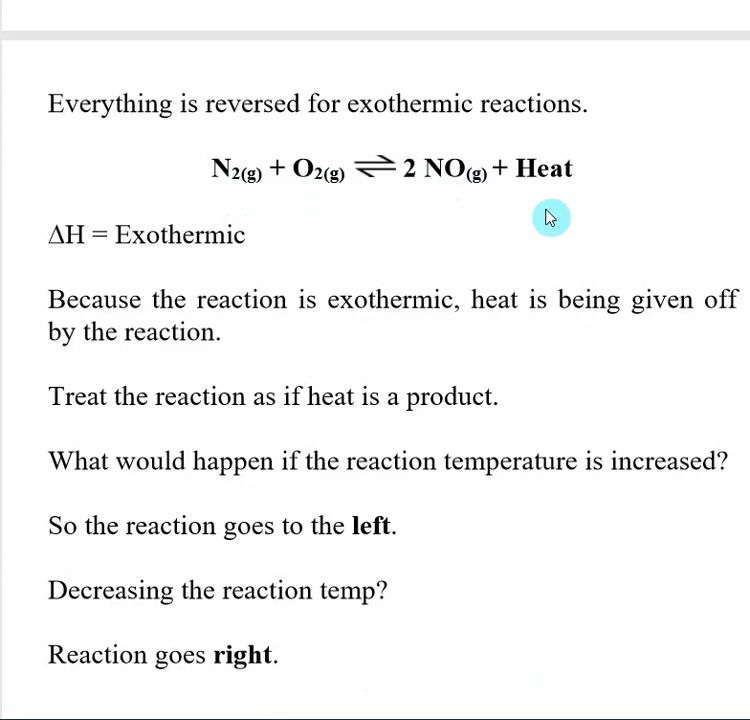 Everything is reversed for exothermic reactions.
N₂(g) + O₂(g) ⇌ 2 NO(g) + Heat
ΔH = Exothermic
Because the reaction is exothermic, heat is being given off
by the reaction.
Treat the reaction as if heat is a product.
What would happen if the reaction temperature is increased?
So the reaction goes to the left.
Decreasing the reaction temp?
Reaction goes right.